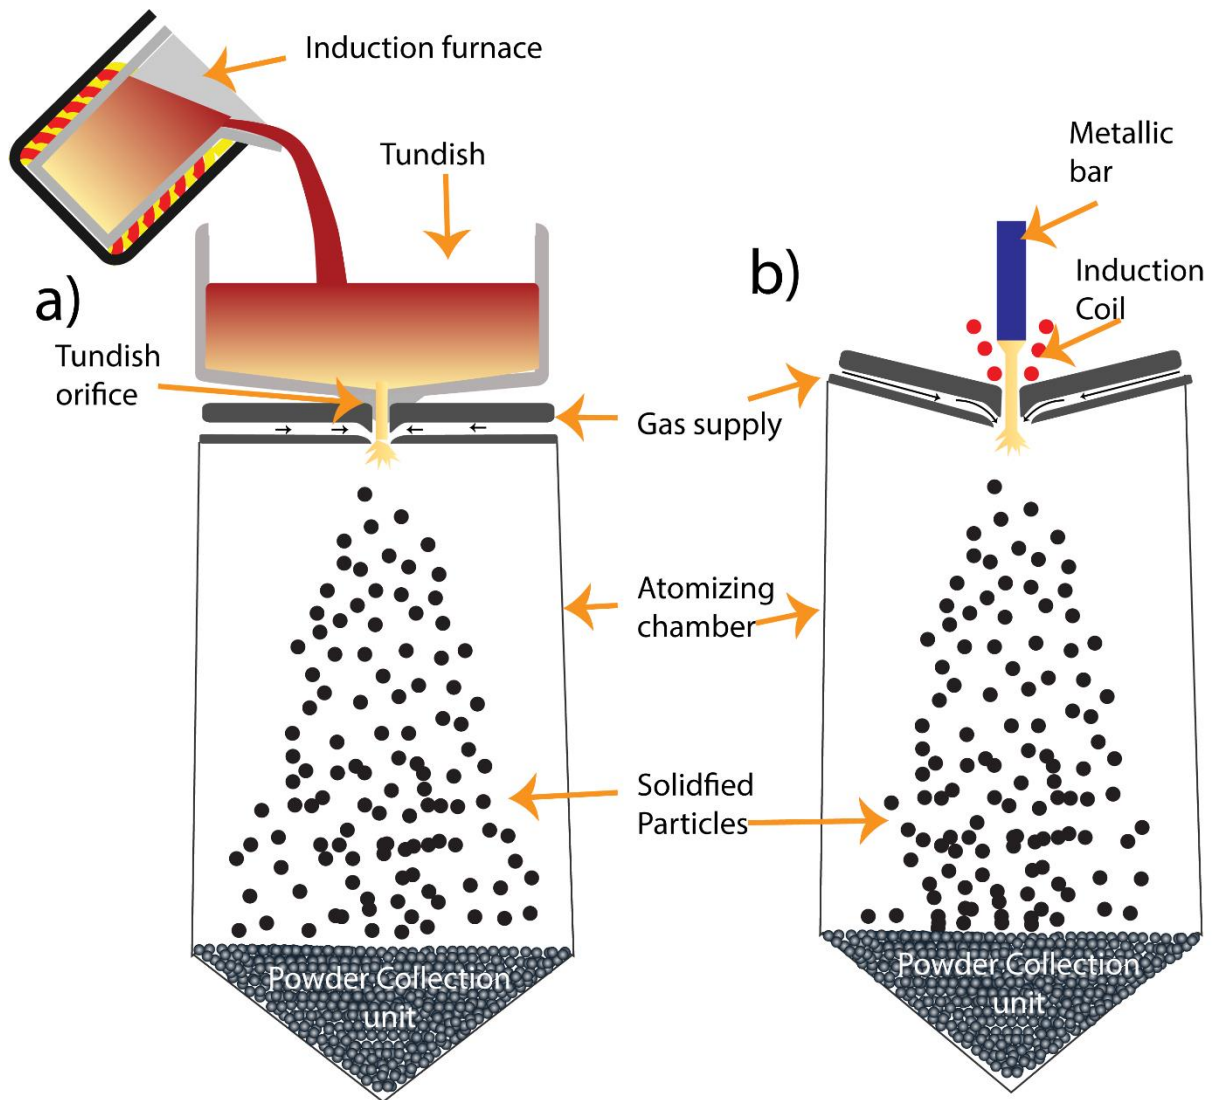 Induction furnace
Tundish
a)
Tundish
orifice
Metallic
bar
b)
Induction
Coil
Gas supply
Atomizing
chamber
Solidfied
Particles
Powder Collection
unit
Powder Collection
unit